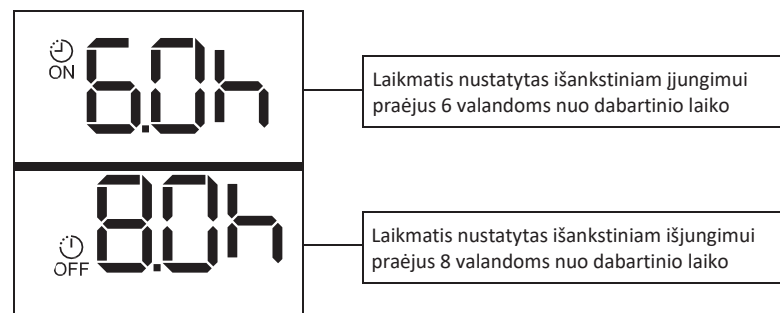 ON
6.0h
Laikmatis nustatytas išankstiniam įjungimui
praėjus 6 valandoms nuo dabartinio laiko
8.0h
OFF
Laikmatis nustatytas išankstiniam išjungimui
praėjus 8 valandoms nuo dabartinio laiko